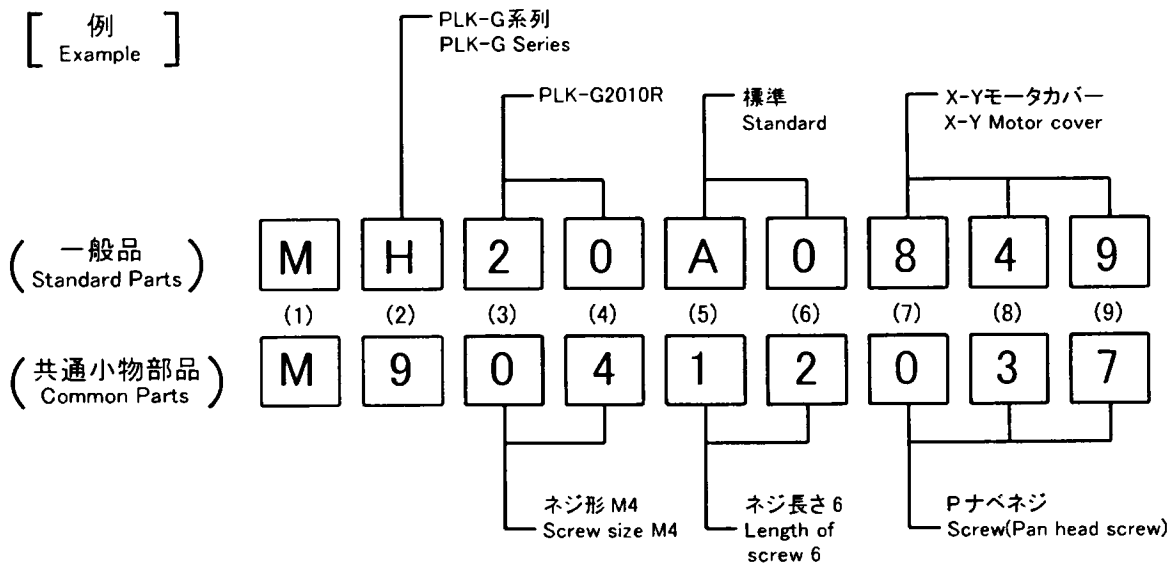 例
Example
PLK-G系列
PLK-G Series
PLK-G2010R
標準
Standard
X-Yモータカバー
X-Y Motor cover
一般品
Standard Parts
M H 2 0 A 0 8 4 9
(1) (2) (3) (4) (5) (6) (7) (8) (9)
共通小物部品
Common Parts
M 9 0 4 1 2 0 3 7
ネジ形 M4
Screw size M4
ネジ長さ 6
Length of
screw 6
Pナベネジ
Screw(Pan head screw)